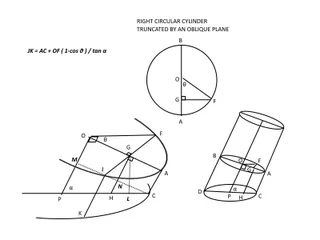 RIGHT CIRCULAR CYLINDER
TRUNCATED BY AN OBLIQUE PLANE
JK = AC + OF ( 1-cos θ ) / tan α
B
O
θ
G
F
A
O
θ
F
G
M
I
A
α
N
P
H
L
C
K
B
O
F
G
A
D
α
P
H
C